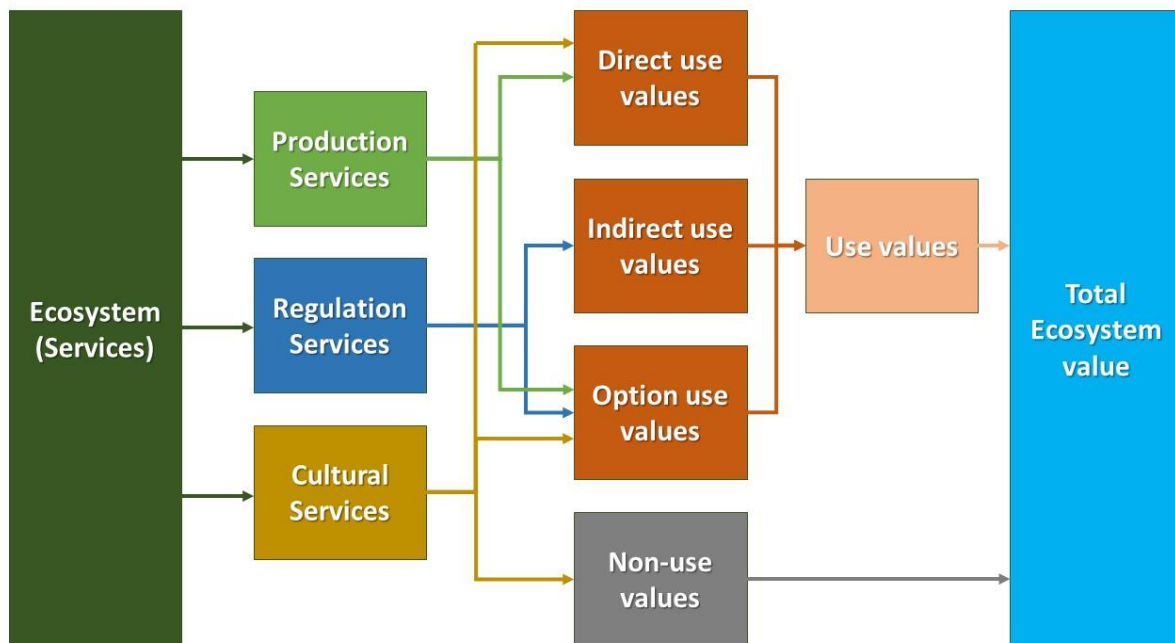 Ecosystem
(Services)
Production
Services
Regulation
Services
Cultural
Services
Direct use
values
Indirect use
values
Option use
values
Non-use
values
Use values
Total
Ecosystem
value